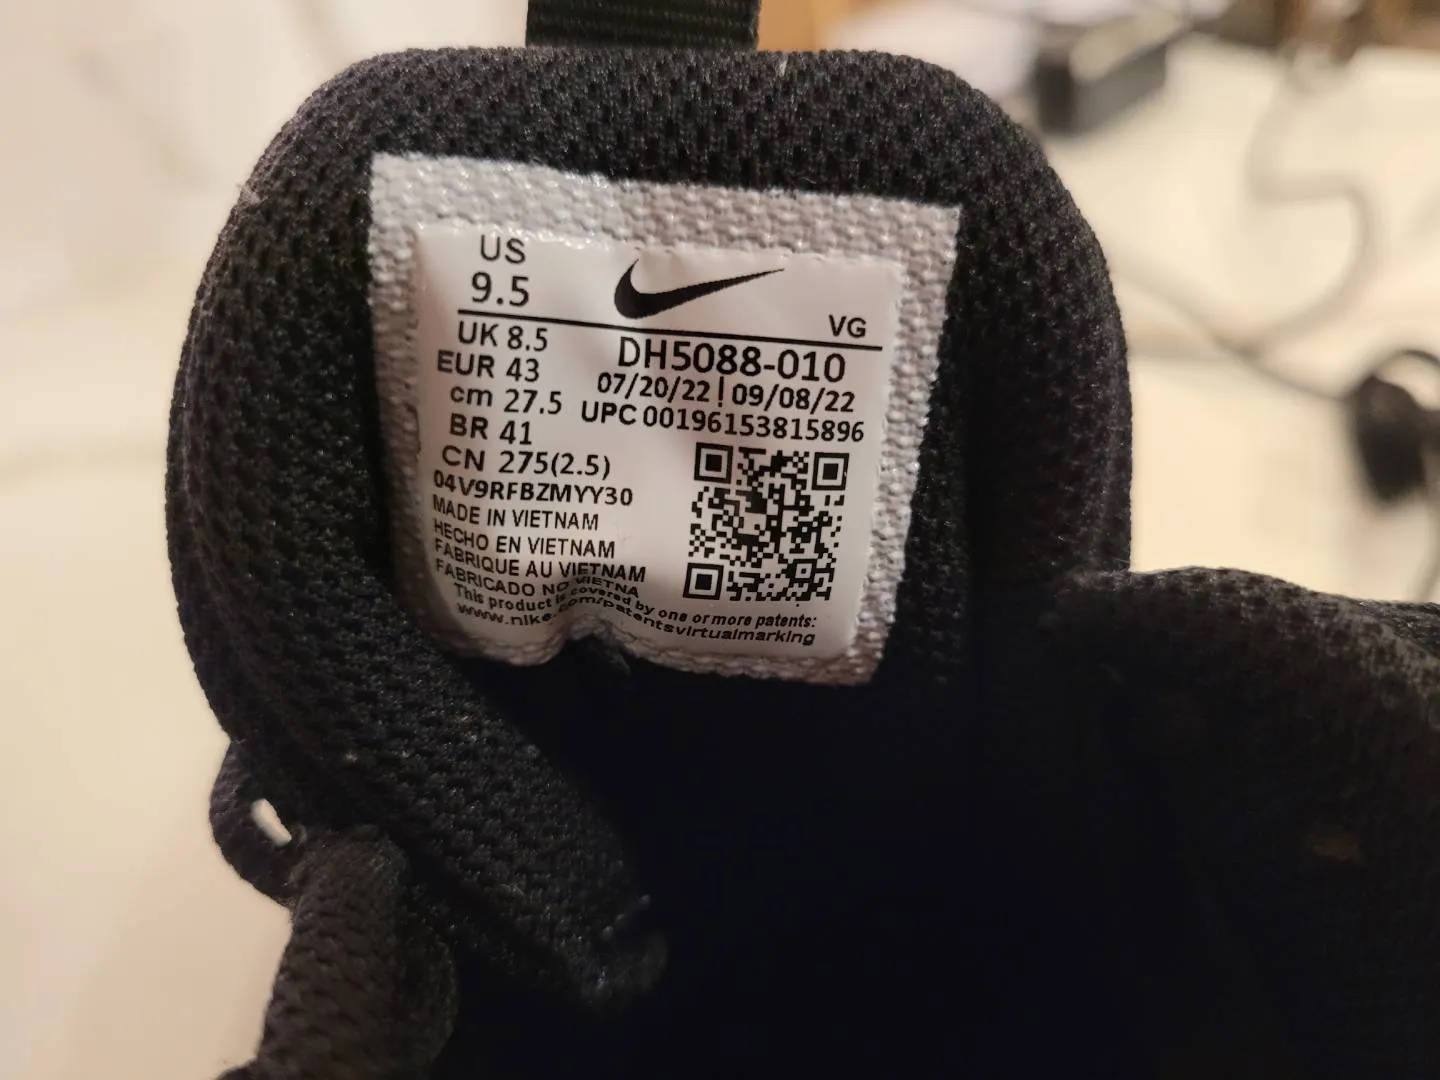 US
9.5
VG
UK 8.5
DH5088-010
EUR 43
07/20/22 | 09/08/22
cm 27.5
UPC 00196153815896
BR 41
CN 275(2.5)
04V9RFBZMYY30
MADE IN VIETNAM
HECHO EN VIETNAM
FABRIQUE AU VIETNAM
FABRICADO NO VIETNA
This product is covered by one or more patents:
www.nike.com/patentsvirtualmarking